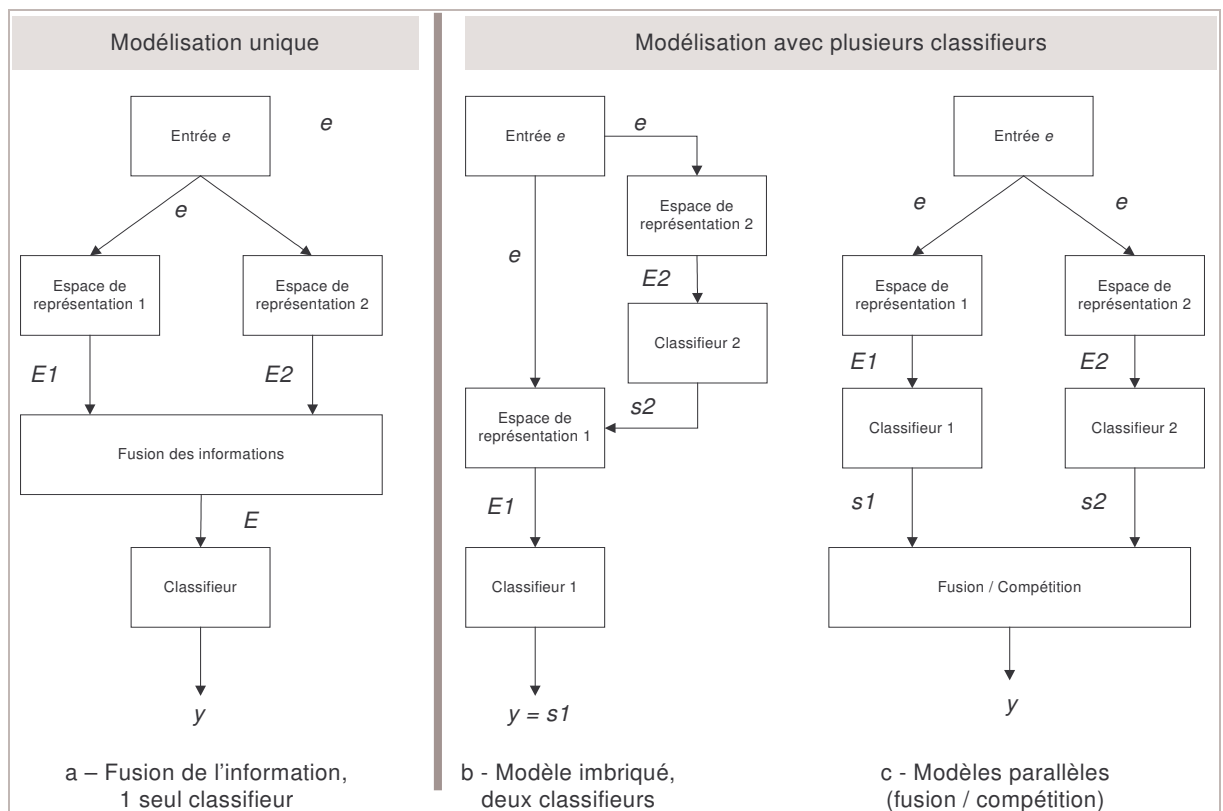 Modélisation unique
Modélisation avec plusieurs classifieurs
Entrée e
e
e
Espace de
représentation 1
Espace de
représentation 2
E1
E2
Fusion des informations
E
Classifieur
y
a – Fusion de l'information,
1 seul classifieur
Entrée e
e
Espace de
représentation 2
e
E2
Classifieur 2
s2
Espace de
représentation 1
E1
Classifieur 1
y = s1
b - Modèle imbriqué,
deux classifieurs
Entrée e
e
e
Espace de
représentation 1
Espace de
représentation 2
E1
E2
Classifieur 1
Classifieur 2
s1
s2
Fusion / Compétition
y
c - Modèles parallèles
(fusion / compétition)